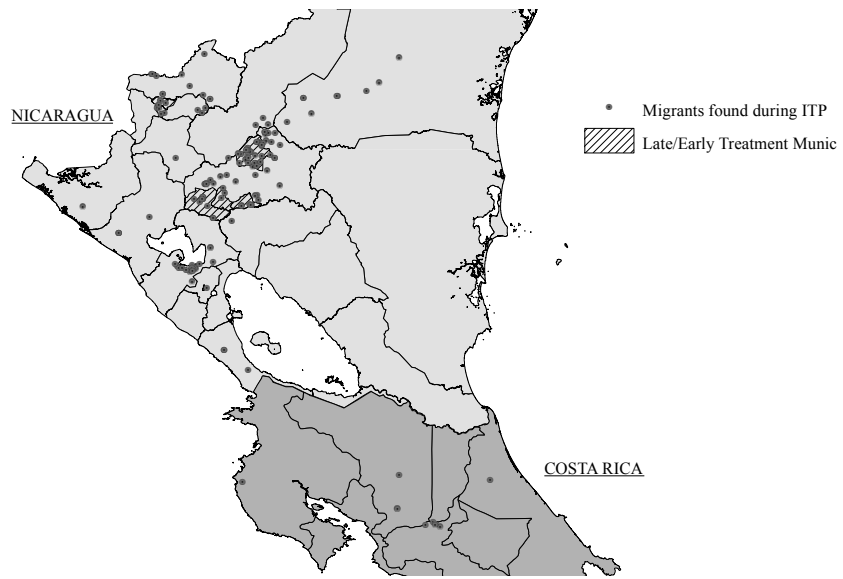 NICARAGUA
Migrants found during ITP
Late/Early Treatment Munic
COSTA RICA